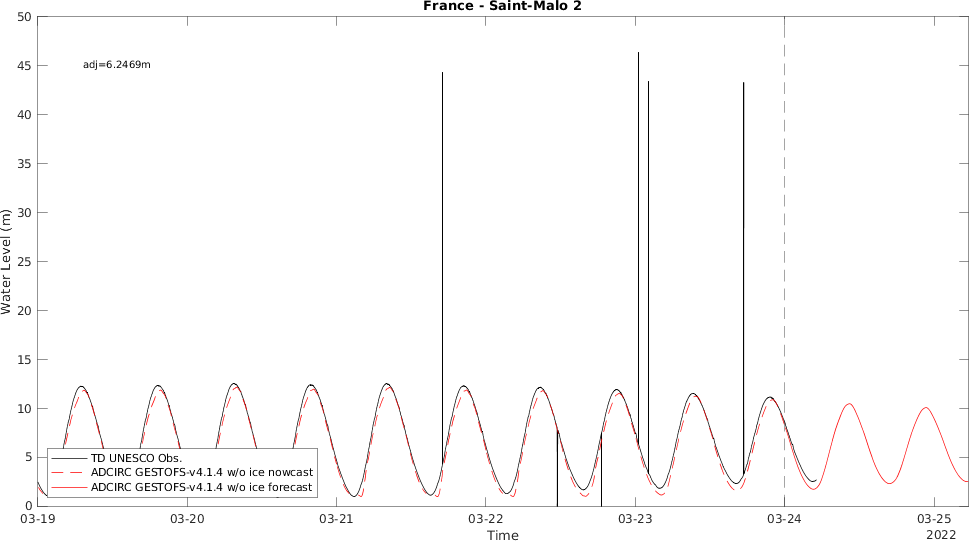 France - Saint-Malo 2
50
45
40
35
30
25
20
15
10
5
0
Water Level (m)
adj=6.2469m
TD UNESCO Obs.
ADCIRC GESTOFS-v4.1.4 w/o ice nowcast
ADCIRC GESTOFS-v4.1.4 w/o ice forecast
03-19 03-20 03-21 03-22 03-23 03-24 03-25
Time
2022